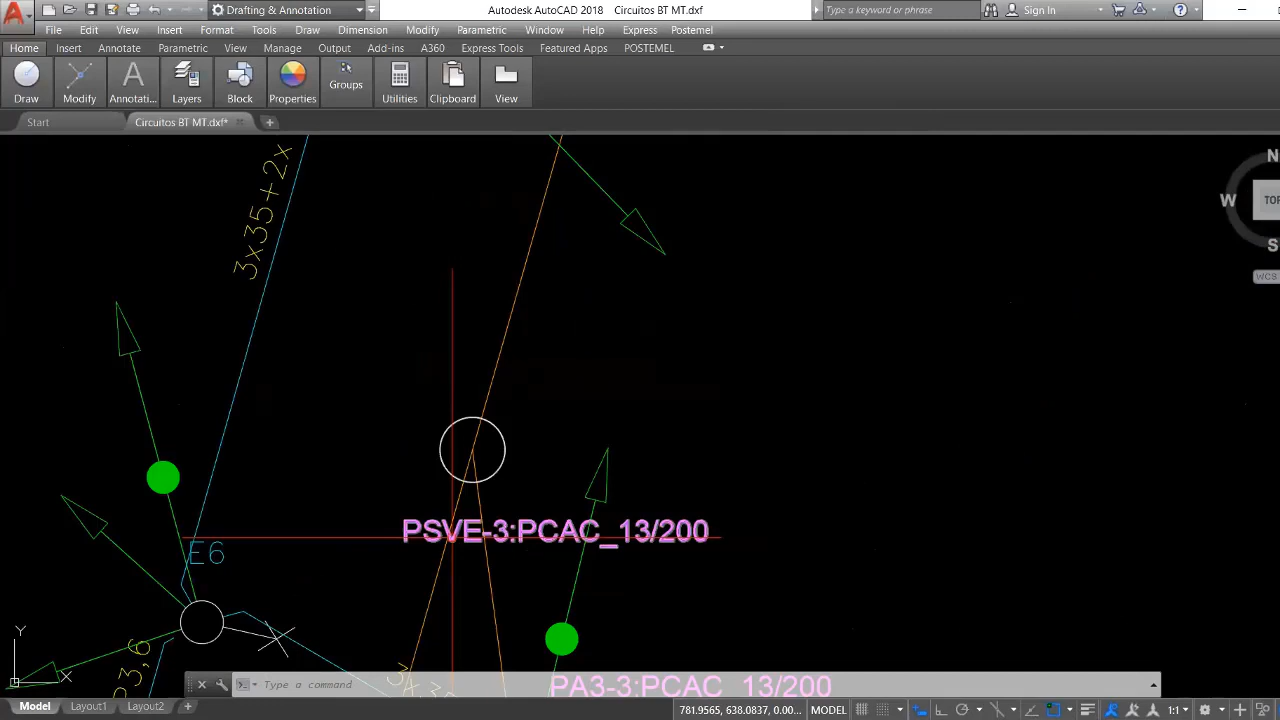 Drafting & Annotation
Autodesk AutoCAD 2018 Circuitos BT MT.dxf
Type a keyword or phrase
Sign In
File Edit View Insert Format Tools Draw Dimension Modify Parametric Window Help Express Postemel
Home Insert Annotate Parametric View Manage Output Add-ins A360 Express Tools Featured Apps POSTEMEL
Draw Modify Annotati... Layers Block Properties Groups Utilities Clipboard View
Start Circuitos BT MT.dxf*
N
W TOP
S
WCS
3x35+2x
PSVE-3:PCAC_13/200
E6
Y
X
Type a command
PA3-3:PCAC_13/200
Model Layout1 Layout2
781.9565, 638.0837, 0.00... MODEL 1:1